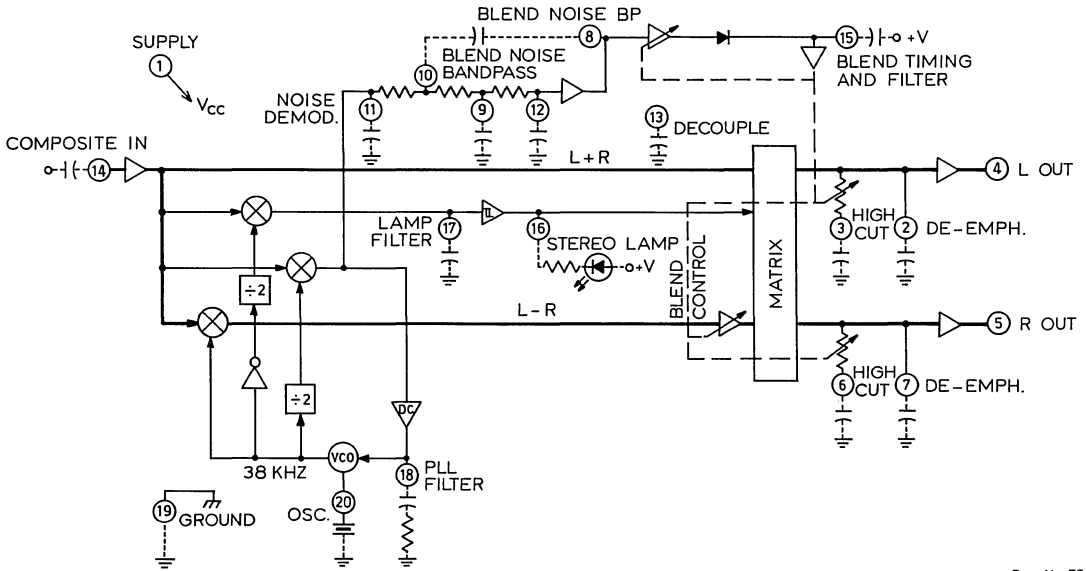 BLEND NOISE BP
SUPPLY
1
VCC
8
15
+V
BLEND NOISE
BANDPASS
BLEND TIMING
AND FILTER
10
NOISE
DEMOD.
11
9
12
13
DECOUPLE
COMPOSITE IN
14
L+R
4
L OUT
LAMP
FILTER
17
16
STEREO LAMP
+V
3
HIGH
CUT
2
DE-EMPH.
÷2
BLEND
CONTROL
MATRIX
L-R
5
R OUT
÷2
6
HIGH
CUT
7
DE-EMPH.
DC
38 KHZ
VCO
18
PLL
FILTER
19
GROUND
20
OSC.